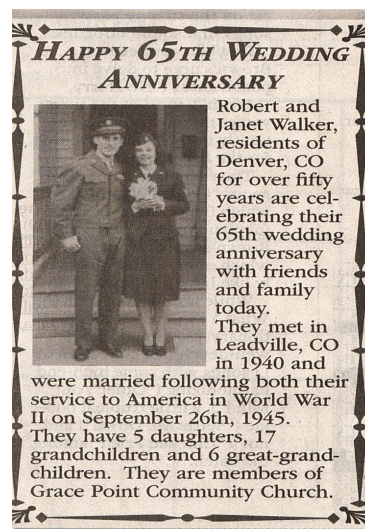 HAPPY 65TH WEDDING
ANNIVERSARY
Robert and
Janet Walker,
residents of
Denver, CO
for over fifty
years are cel-
ebrating their
65th wedding
anniversary
with friends
and family
today.
They met in
Leadville, CO
in 1940 and
were married following both their
service to America in World War
II on September 26th, 1945.
They have 5 daughters, 17
grandchildren and 6 great-grand-
children.  They are members of
Grace Point Community Church.